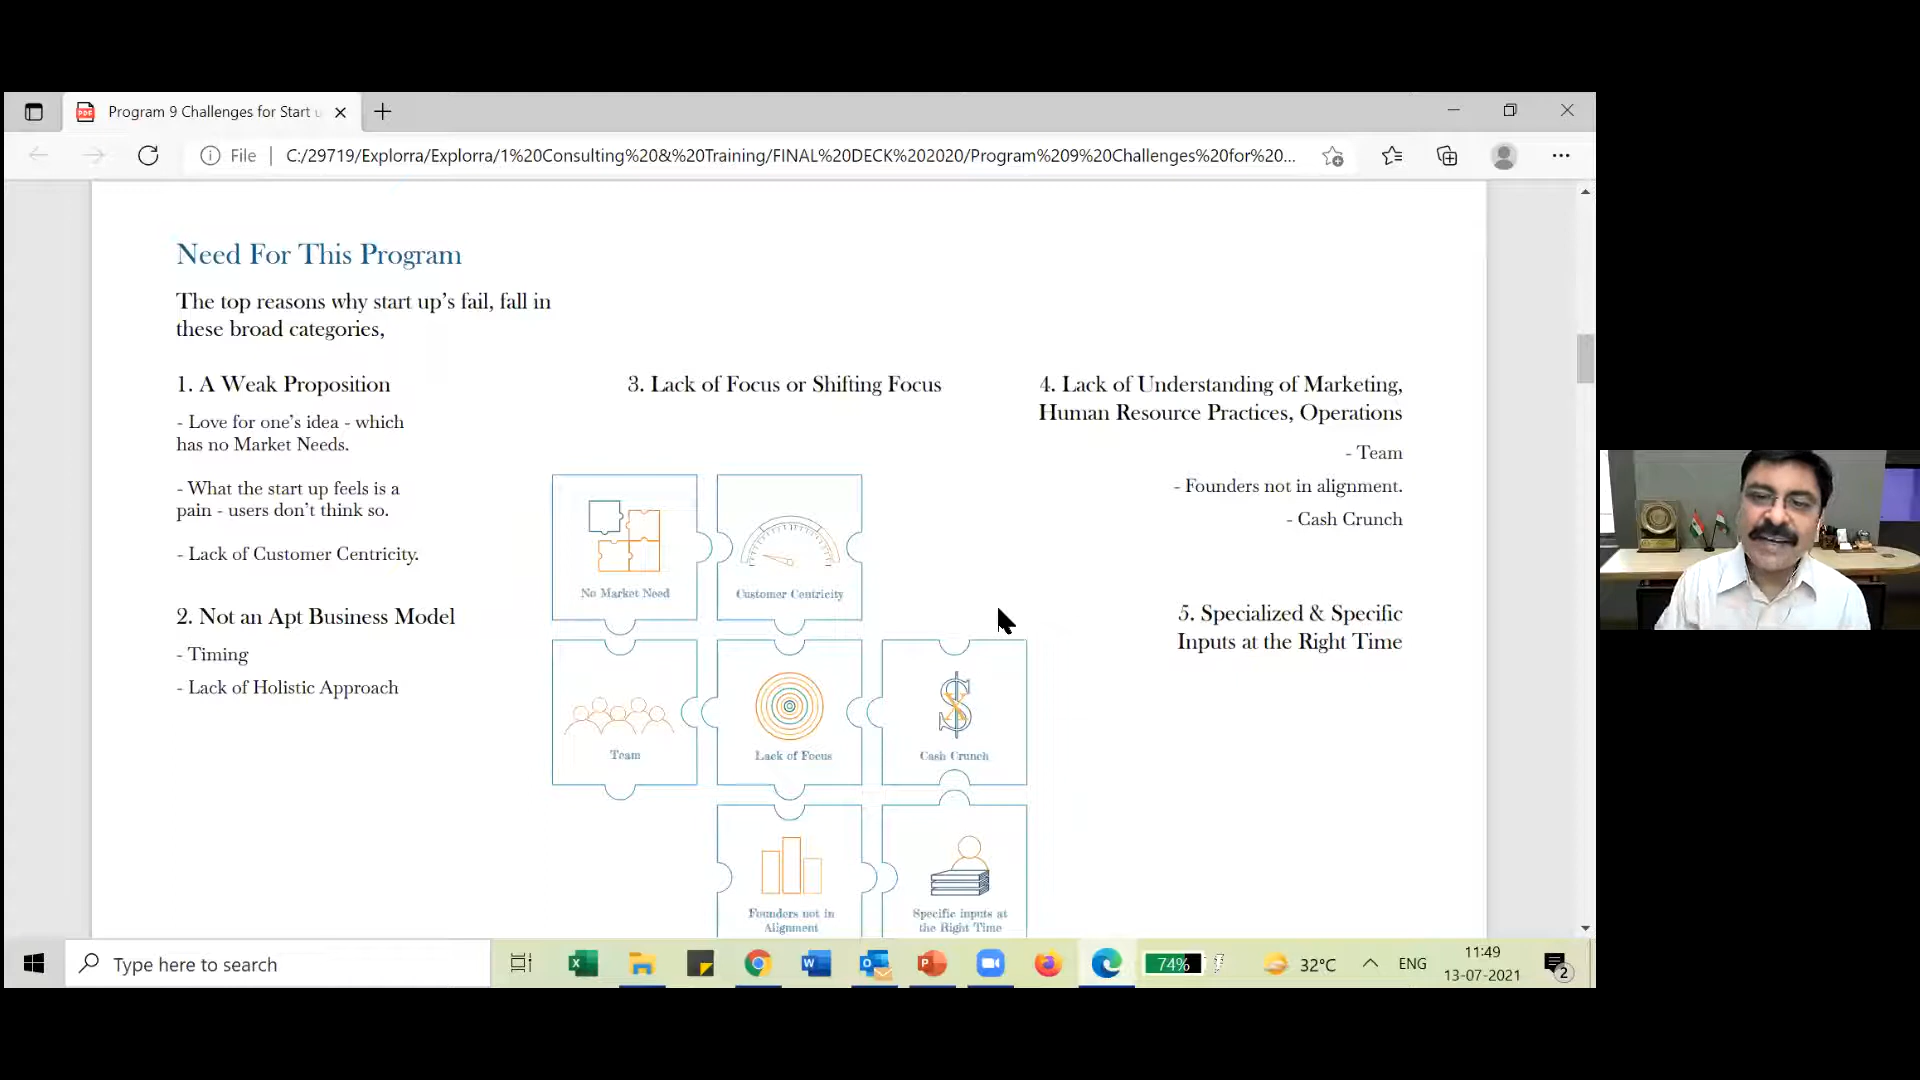 Program 9 Challenges for Start u
File
C:/29719/Explorra/Explorra/1%20Consulting%20&%20Training/FINAL%20DECK%202020/Program%209%20Challenges%20for%20...
Need For This Program
The top reasons why start up’s fail, fall in
these broad categories,
1. A Weak Proposition
- Love for one’s idea - which
has no Market Needs.
- What the start up feels is a
pain - users don’t think so.
- Lack of Customer Centricity.
2. Not an Apt Business Model
- Timing
- Lack of Holistic Approach
3. Lack of Focus or Shifting Focus
No Market Need
Customer Centricity
Team
Lack of Focus
Cash Crunch
Founders not in
Alignment
Specific inputs at
the Right Time
4. Lack of Understanding of Marketing,
Human Resource Practices, Operations
- Team
- Founders not in alignment.
- Cash Crunch
5. Specialized & Specific
Inputs at the Right Time
Type here to search
74%
32°C
ENG
11:49
13-07-2021
2